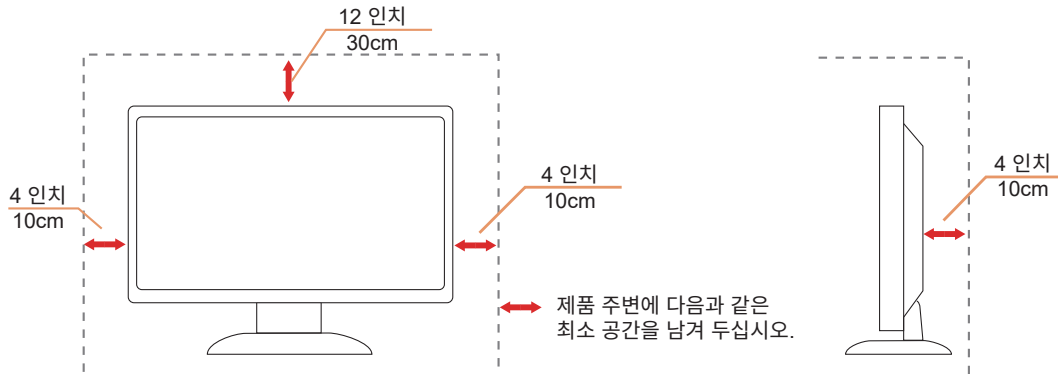 12 인치
30cm
4 인치
10cm
4 인치
10cm
제품 주변에 다음과 같은
최소 공간을 남겨 두십시오.
4 인치
10cm